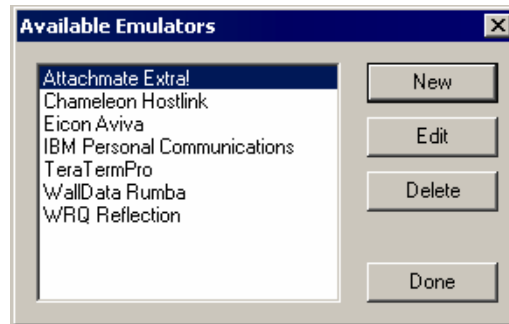 Available Emulators
Attachmate Extra!
Chameleon Hostlink
Eicon Aviva
IBM Personal Communications
TeraTermPro
WallData Rumba
WRQ Reflection
New
Edit
Delete
Done